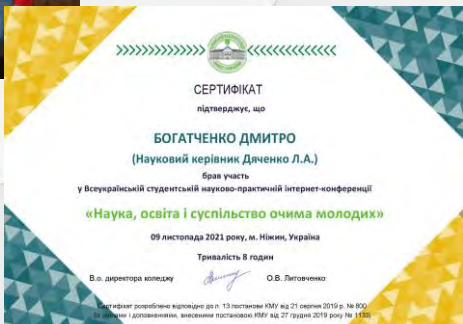 СЕРТИФІКАТ
підтверджує, що
БОГАТЧЕНКО ДМИТРО
(Науковий керівник Дяченко Л.А.)
брав участь
у Всеукраїнській студентській науково-практичній інтернет-конференції
«Наука, освіта і суспільство очима молодих»
09 листопада 2021 року, м. Ніжин, Україна
Тривалість 8 годин
В.о. директора коледжу О.В. Литовченко
Сертифікат розроблено відповідно до п. 13 постанови КМУ від 21 серпня 2019 р. № 800
зі змінами і доповненнями, внесеними постановою КМУ від 27 грудня 2019 року № 1133)